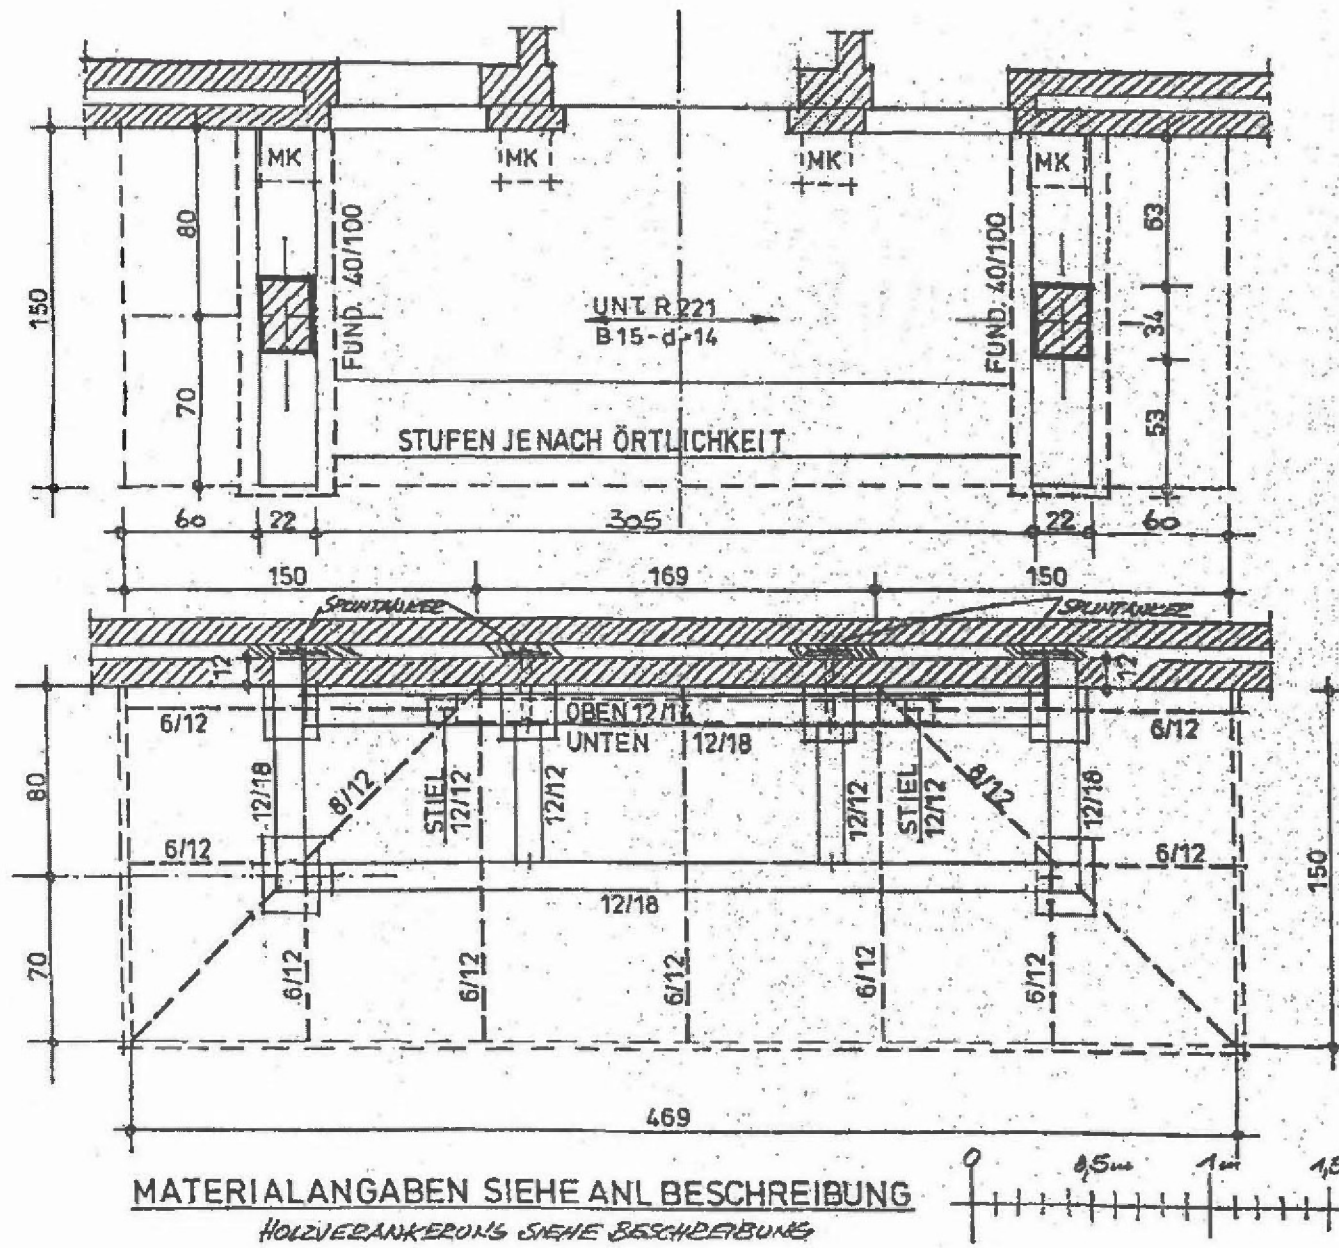 MK
MK
MK
MK
80
70
150
FUND. 40/100
UNT. R 221
B 15-d-14
FUND. 40/100
63
34
53
STUFEN JE NACH ÖRTLICHKEIT
60
22
305
22
60
150
169
150
SPLINTANKER
SPLINTANKER
12
12
6/12
OBEN 12/14
UNTEN
12/18
6/12
80
12/18
8/12
STIEL
12/12
12/12
12/12
STIEL
12/12
8/12
12/18
6/12
6/12
12/18
150
70
6/12
6/12
6/12
6/12
6/12
469
MATERIALANGABEN SIEHE ANL BESCHREIBUNG
HOLZVERANKERUNG SIEHE BESCHREIBUNG
0
0,5m
1m